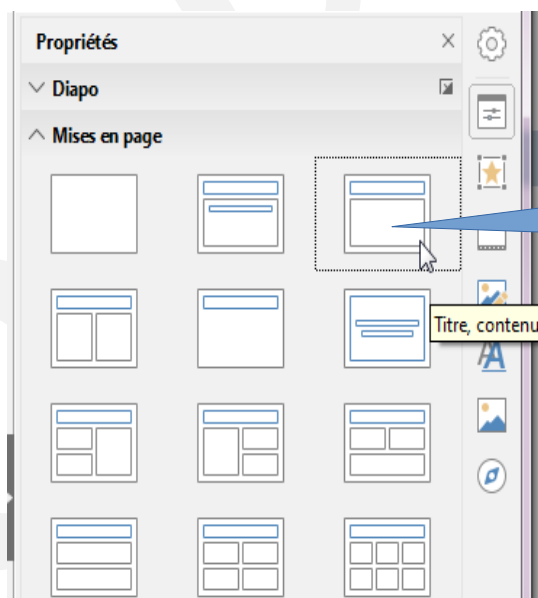 Propriétés
Diapo
Mises en page
Titre, contenu